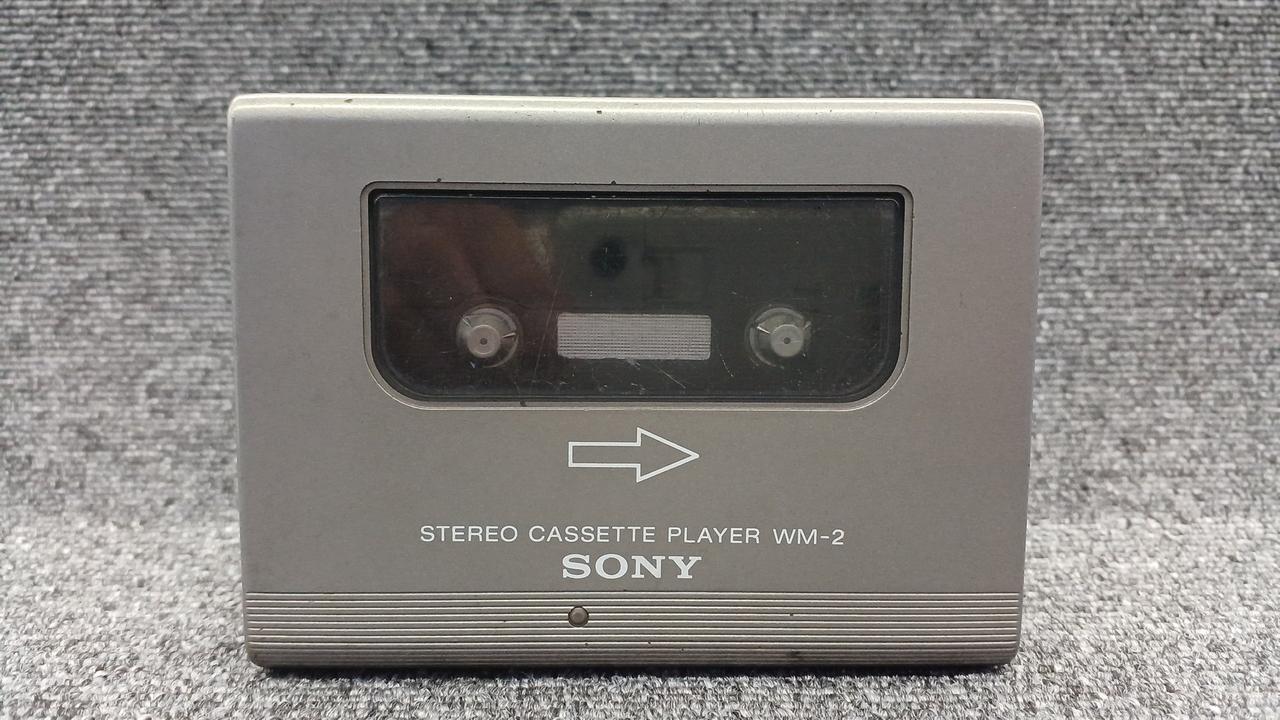 STEREO CASSETTE PLAYER WM-2
SONY